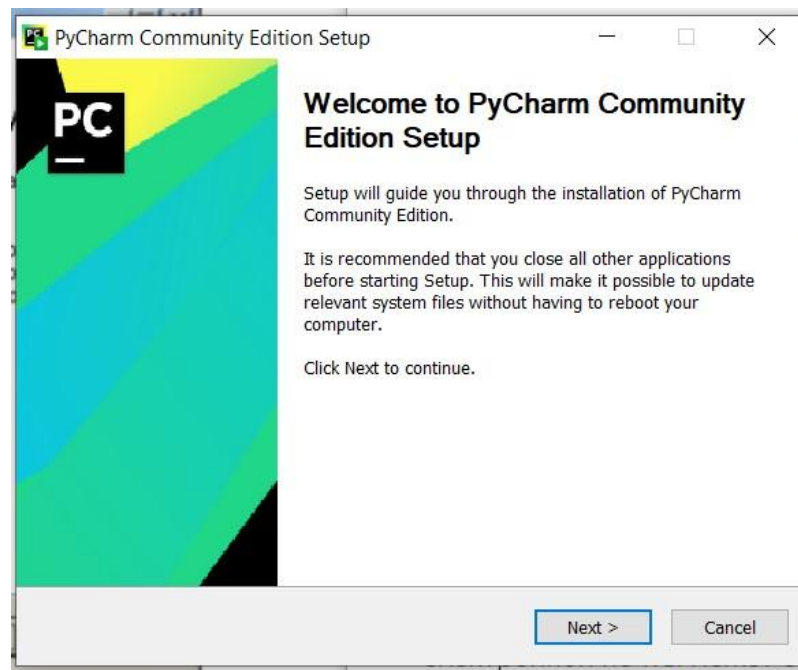 PyCharm Community Edition Setup
PC
Welcome to PyCharm Community
Edition Setup
Setup will guide you through the installation of PyCharm
Community Edition.
It is recommended that you close all other applications
before starting Setup. This will make it possible to update
relevant system files without having to reboot your
computer.
Click Next to continue.
Next >
Cancel